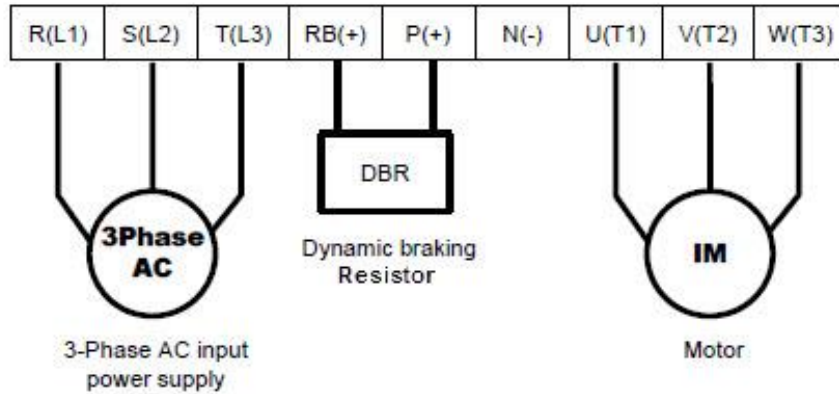 R(L1) S(L2) T(L3) RB(+) P(+) N(-) U(T1) V(T2) W(T3)
DBR
3Phase
AC
IM
Dynamic braking
Resistor
3-Phase AC input
power supply
Motor